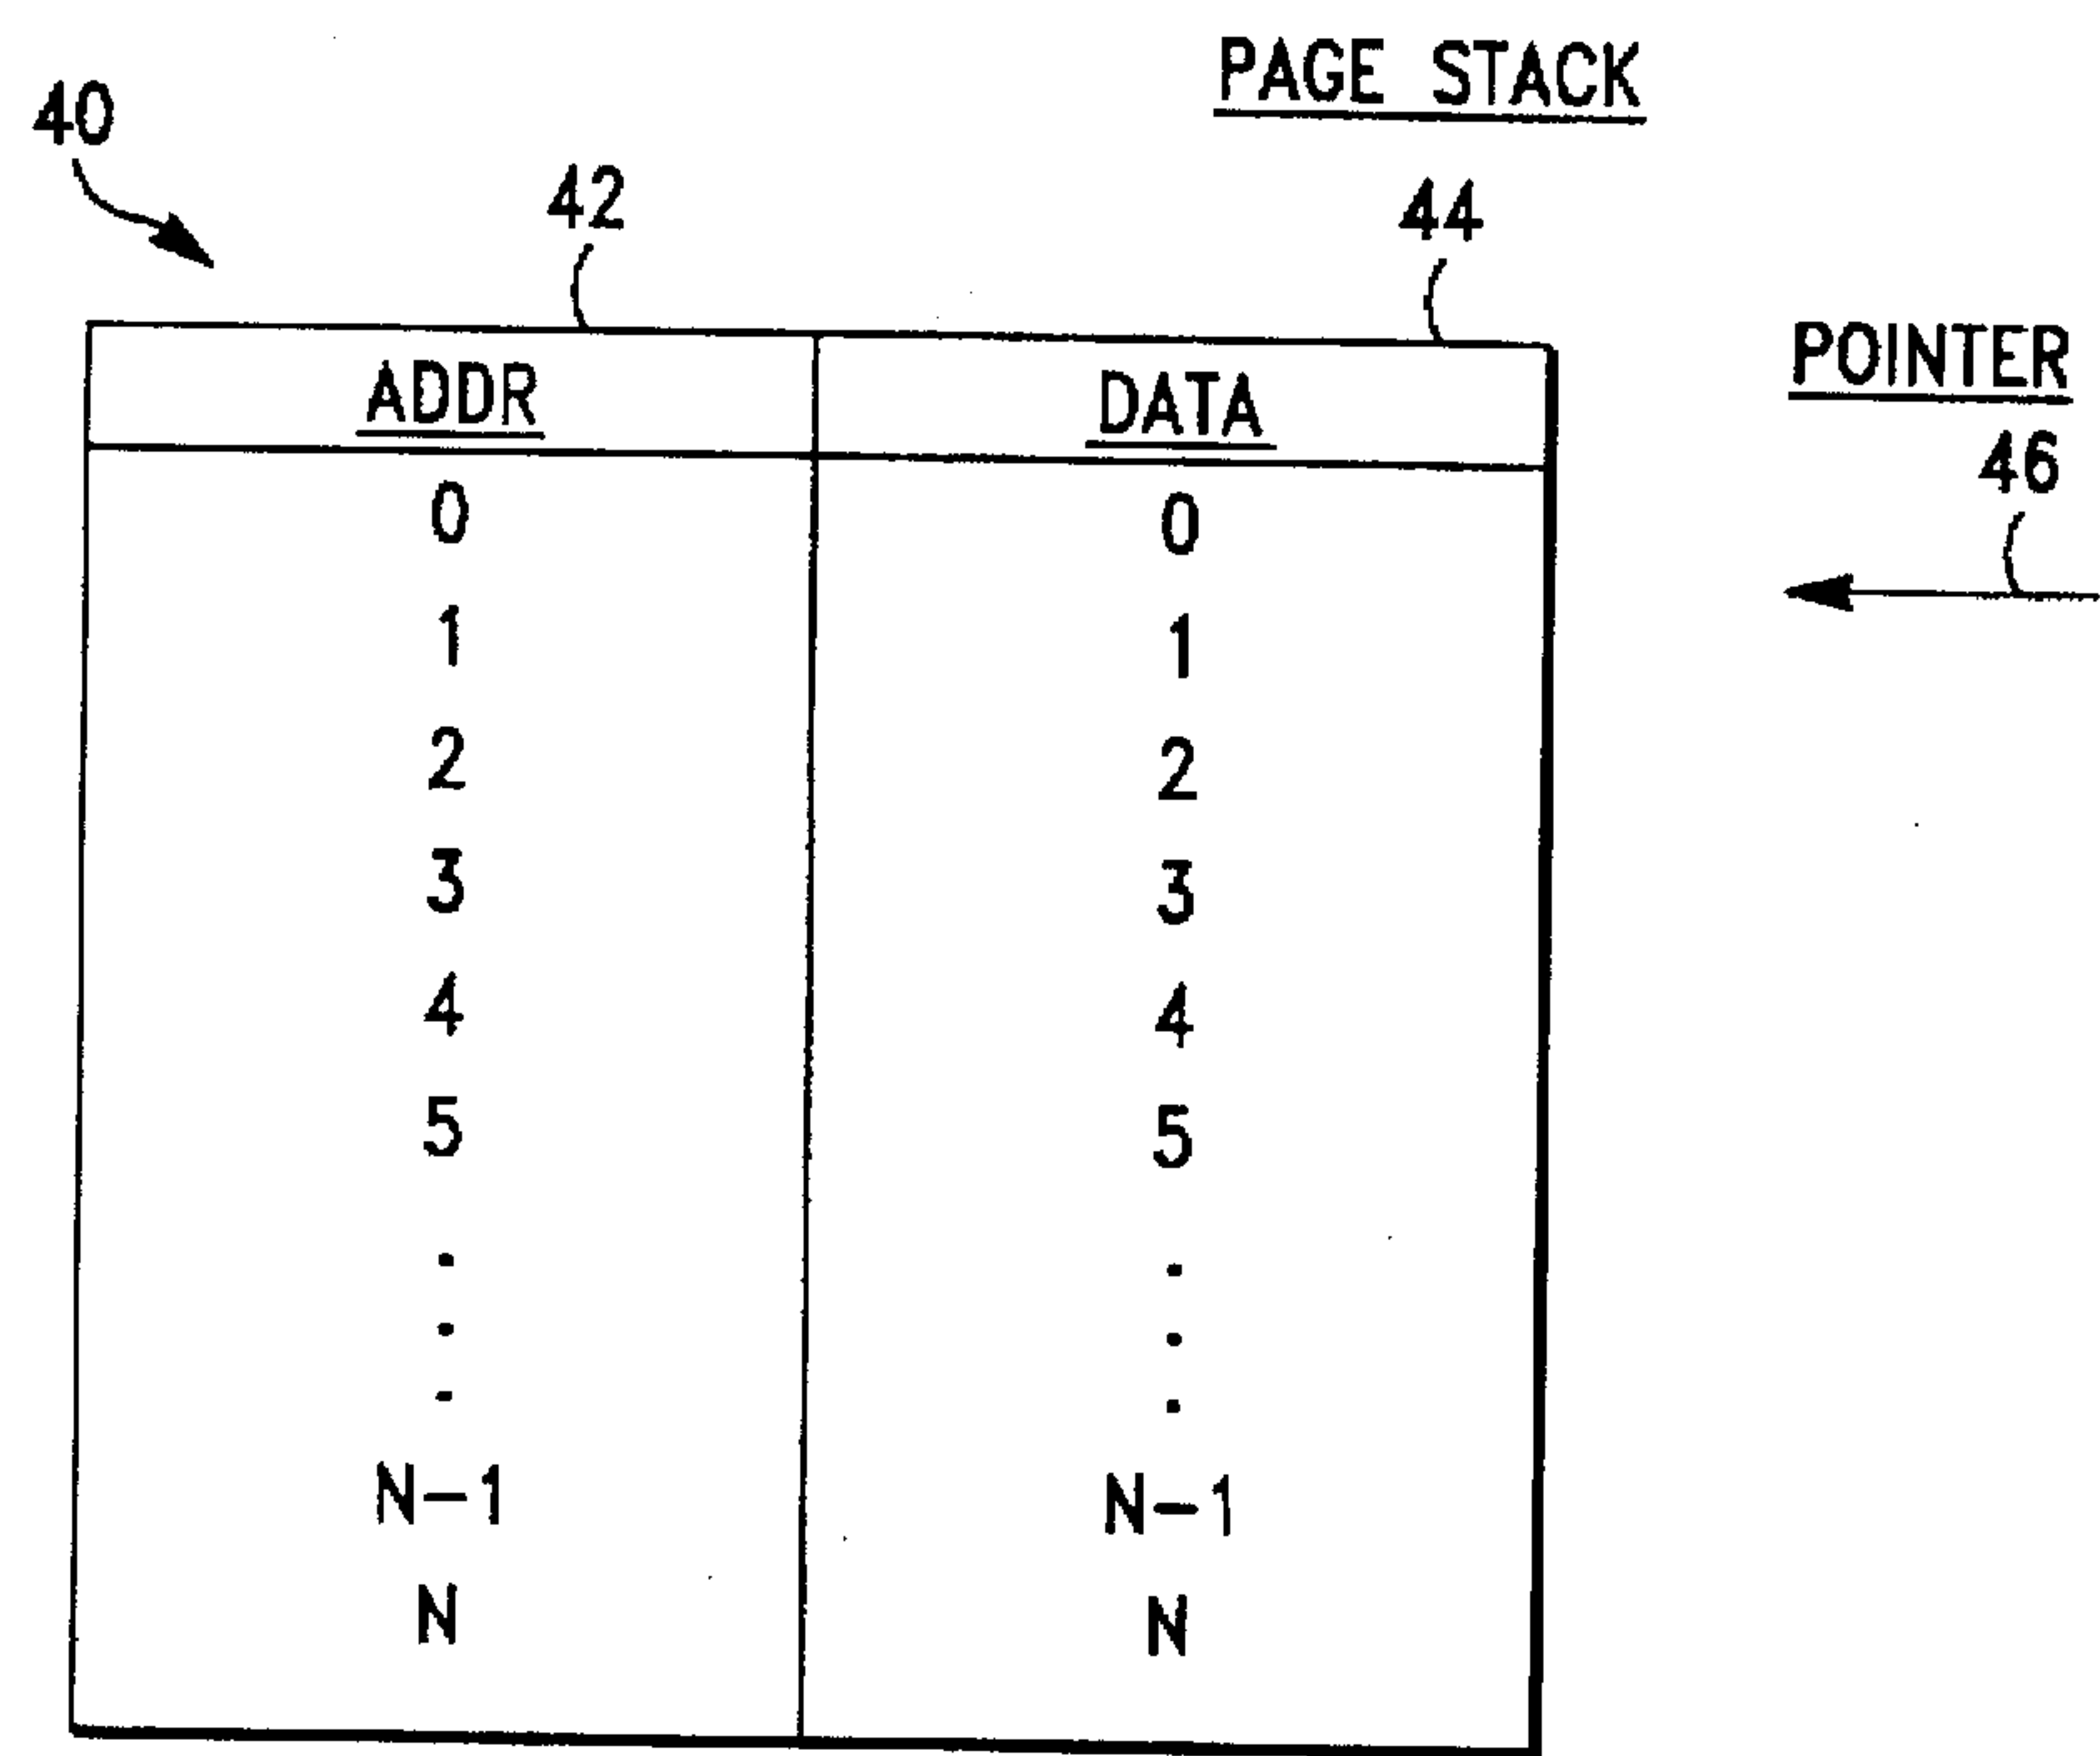 PAGE STACK
40
42
44
POINTER
46
ADDR DATA
0 0
1 1
2 2
3 3
4 4
5 5
. .
. .
. .
N-1 N-1
N N